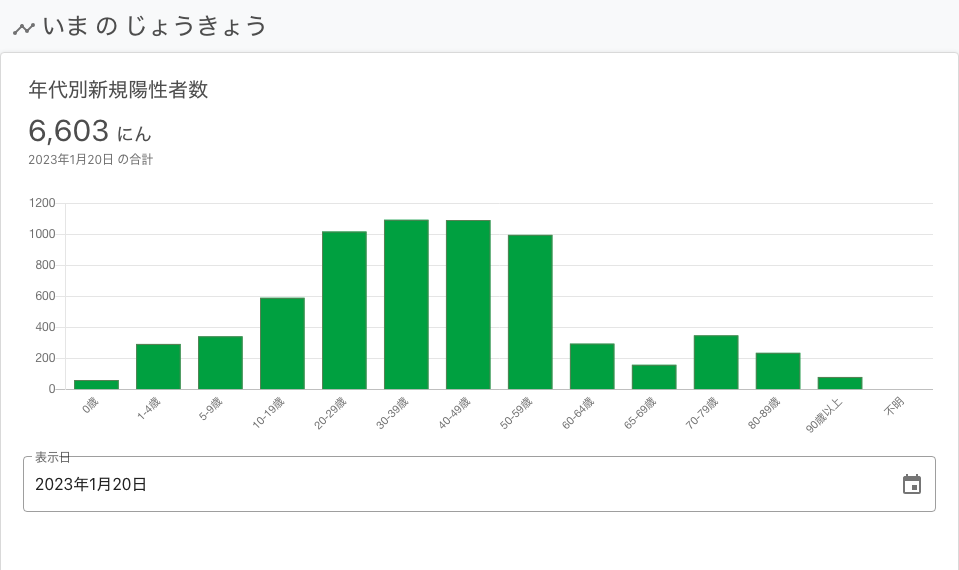 いま の じょうきょう
年代別新規陽性者数
6,603 にん
2023年1月20日 の合計
1200
1000
800
600
400
200
0
0歳
1-4歳
5-9歳
10-19歳
20-29歳
30-39歳
40-49歳
50-59歳
60-64歳
65-69歳
70-79歳
80-89歳
90歳以上
不明
表示日
2023年1月20日